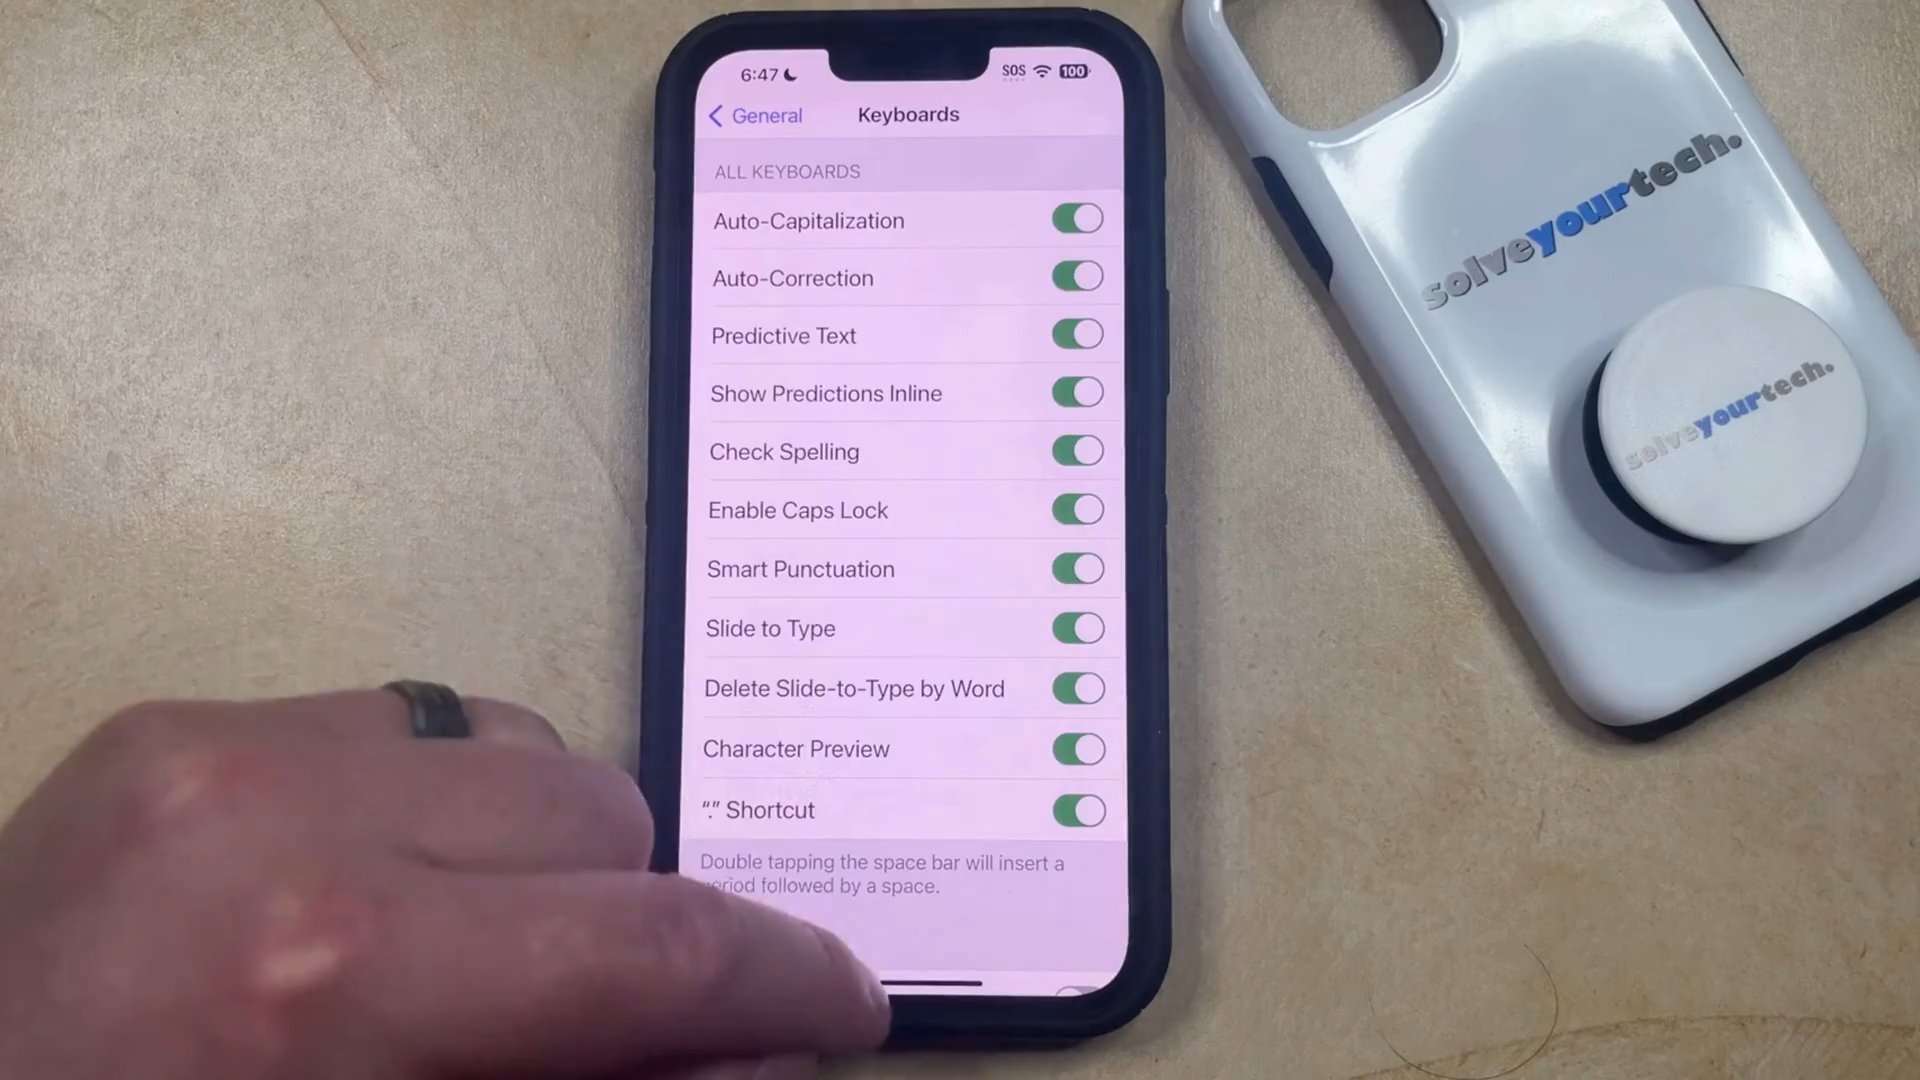 6:47
SOS
100
General
Keyboards
ALL KEYBOARDS
Auto-Capitalization
Auto-Correction
Predictive Text
Show Predictions Inline
Check Spelling
Enable Caps Lock
Smart Punctuation
Slide to Type
Delete Slide-to-Type by Word
Character Preview
“.” Shortcut
Double tapping the space bar will insert a
followed by a space.
solveyourtech.
solveyourtech.